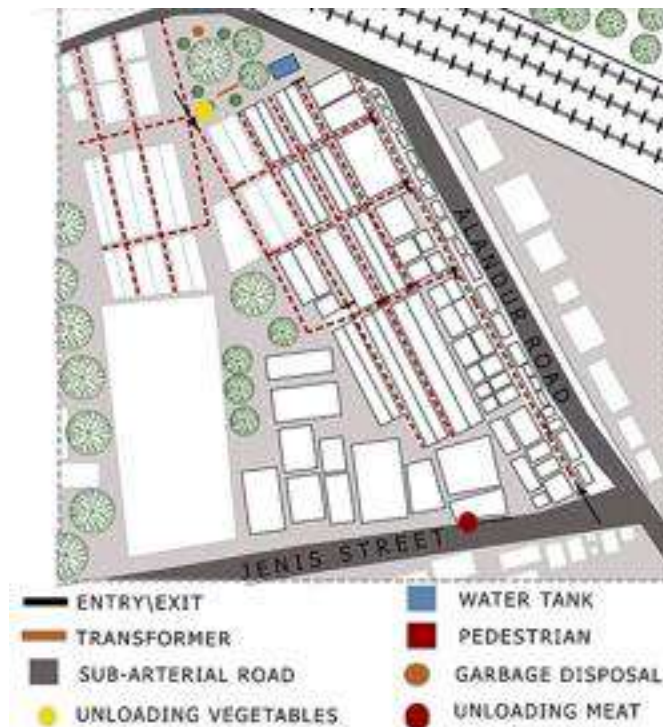 ALANDUR ROAD
JENIS STREET
ENTRY\EXIT
WATER TANK
TRANSFORMER
PEDESTRIAN
SUB-ARTERIAL ROAD
GARBAGE DISPOSAL
UNLOADING VEGETABLES
UNLOADING MEAT